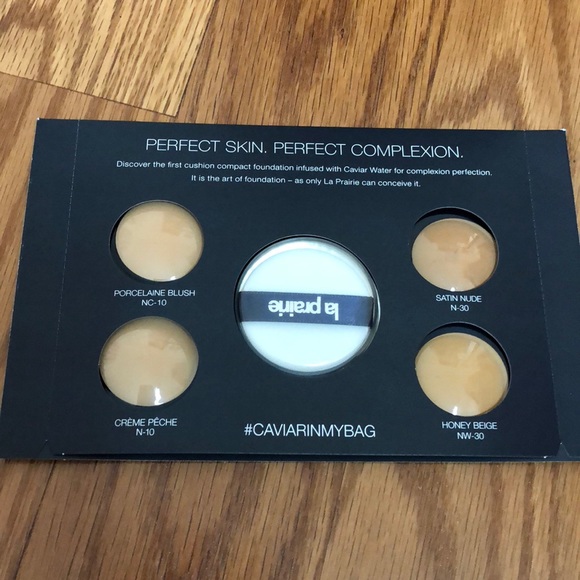 PERFECT SKIN. PERFECT COMPLEXION.
Discover the first cushion compact foundation infused with Caviar Water for complexion perfection.
It is the art of foundation – as only La Prairie can conceive it.
PORCELAINE BLUSH
NC-10
SATIN NUDE
N-30
la prairie
CRÈME PÊCHE
N-10
HONEY BEIGE
NW-30
#CAVIARINMYBAG